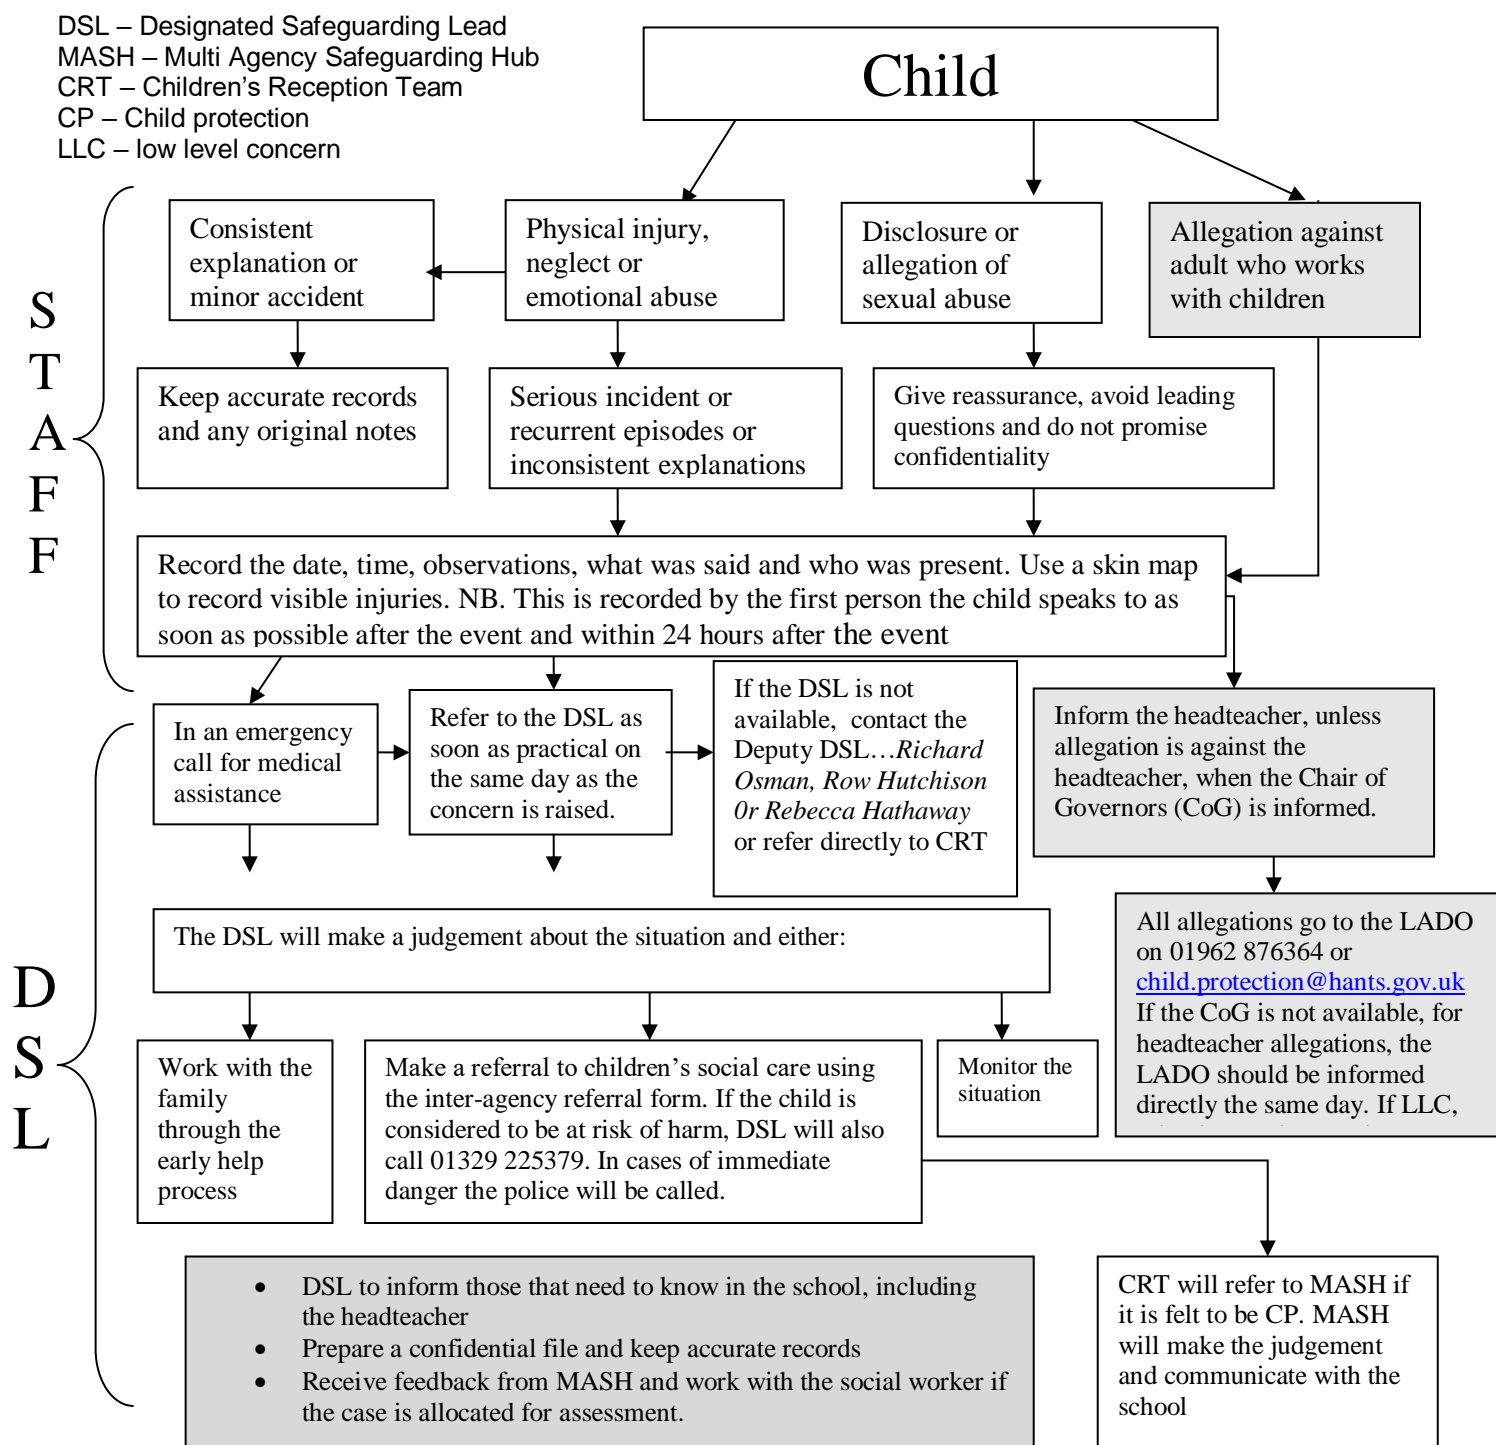 DSL – Designated Safeguarding Lead
MASH – Multi Agency Safeguarding Hub
CRT – Children's Reception Team
CP – Child protection
LLC – low level concern
Child
S
T
A
F
F
Consistent
explanation or
minor accident
Physical injury,
neglect or
emotional abuse
Disclosure or
allegation of
sexual abuse
Allegation against
adult who works
with children
Keep accurate records
and any original notes
Serious incident or
recurrent episodes or
inconsistent explanations
Give reassurance, avoid leading
questions and do not promise
confidentiality
Record the date, time, observations, what was said and who was present. Use a skin map
to record visible injuries. NB. This is recorded by the first person the child speaks to as
soon as possible after the event and within 24 hours after the event
D
S
L
In an emergency
call for medical
assistance
Refer to the DSL as
soon as practical on
the same day as the
concern is raised.
If the DSL is not
available, contact the
Deputy DSL…Richard
Osman, Row Hutchison
0r Rebecca Hathaway
or refer directly to CRT
Inform the headteacher, unless
allegation is against the
headteacher, when the Chair of
Governors (CoG) is informed.
All allegations go to the LADO
on 01962 876364 or
child.protection@hants.gov.uk
If the CoG is not available, for
headteacher allegations, the
LADO should be informed
directly the same day. If LLC,
The DSL will make a judgement about the situation and either:
Work with the
family
through the
early help
process
Make a referral to children's social care using
the inter-agency referral form. If the child is
considered to be at risk of harm, DSL will also
call 01329 225379. In cases of immediate
danger the police will be called.
Monitor the
situation
• DSL to inform those that need to know in the school, including
the headteacher
• Prepare a confidential file and keep accurate records
• Receive feedback from MASH and work with the social worker if
the case is allocated for assessment.
CRT will refer to MASH if
it is felt to be CP. MASH
will make the judgement
and communicate with the
school